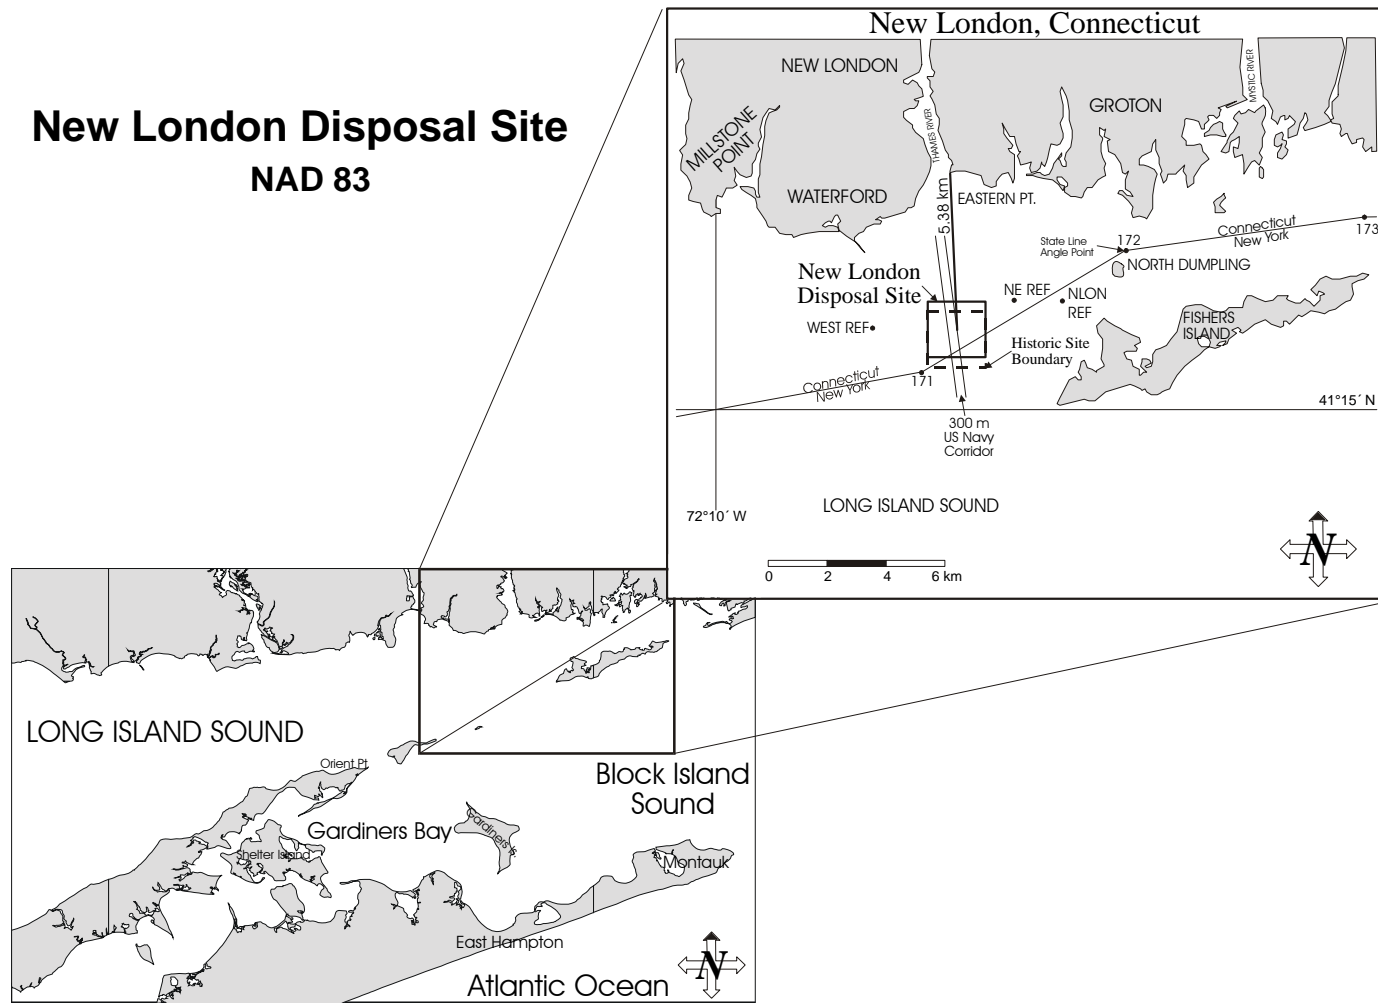 New London Disposal Site
NAD 83
New London, Connecticut
NEW LONDON
MILLSTONE
POINT
THAMES RIVER
GROTON
MYSTIC RIVER
WATERFORD
EASTERN PT.
5.38 km
Connecticut
New York
173
State Line
Angle Point
172
NORTH DUMPLING
New London
Disposal Site
NE REF
NLON
REF
WEST REF
FISHERS
ISLAND
Historic Site
Boundary
Connecticut
New York
171
41°15´ N
300 m
US Navy
Corridor
72°10´ W
LONG ISLAND SOUND
N
0 2 4 6 km
LONG ISLAND SOUND
Orient Pt.
Block Island
Sound
Gardiners Bay
Gardiners Is.
Shelter Island
Montauk
East Hampton
Atlantic Ocean
N